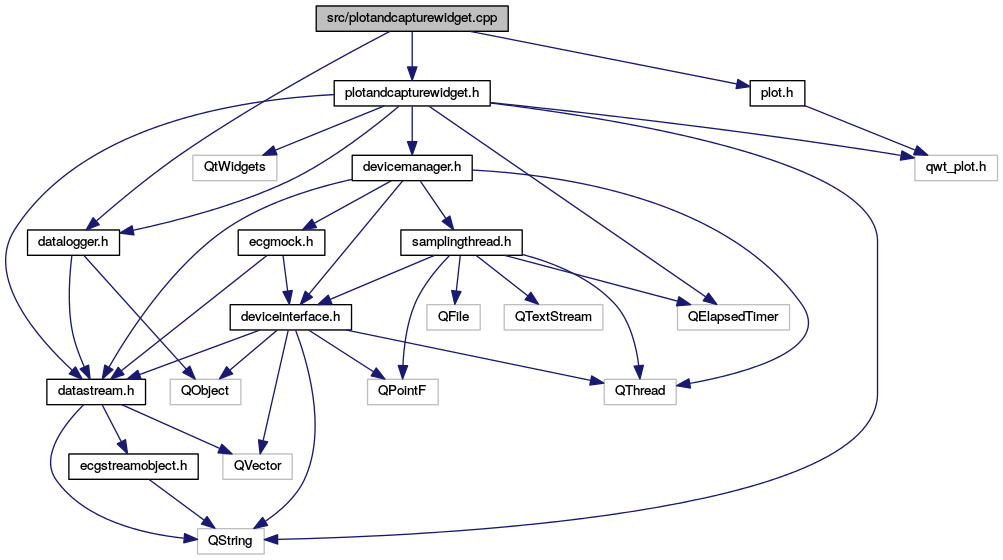 src/plotandcapturewidget.cpp
plotandcapturewidget.h
plot.h
QtWidgets
devicemanager.h
qwt_plot.h
datalogger.h
ecgmock.h
samplingthread.h
deviceinterface.h
QFile
QTextStream
QElapsedTimer
datastream.h
QObject
QPointF
QThread
ecgstreamobject.h
QVector
QString